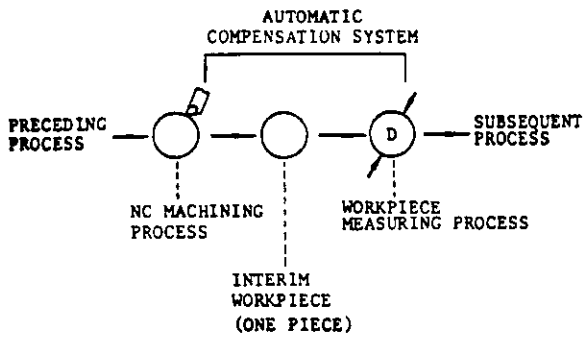 AUTOMATIC
COMPENSATION SYSTEM
PRECEDING
PROCESS
D
SUBSEQUENT
PROCESS
NC MACHINING
PROCESS
WORKPIECE
MEASURING PROCESS
INTERIM
WORKPIECE
(ONE PIECE)